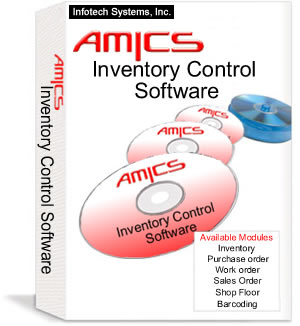 Infotech Systems, Inc.
AMICS
Inventory Control
Software
AMICS
Inventory Control Software
AMICS
AMICS
AMICS
Inventory Control
Software
Available Modules
Inventory
Purchase order
Work order
Sales Order
Shop Floor
Barcoding